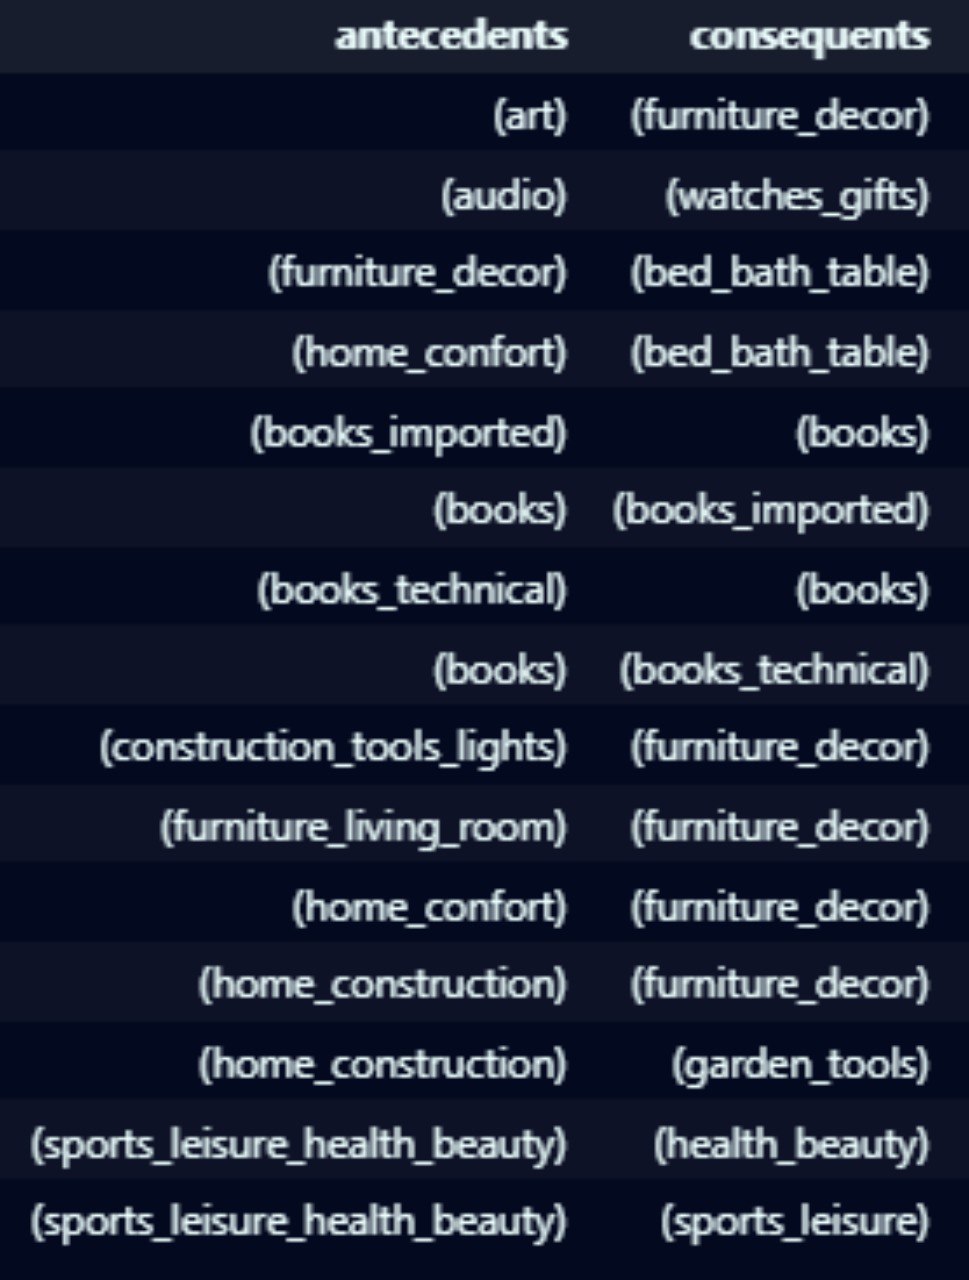 antecedents consequents
(art) (furniture_decor)
(audio) (watches_gifts)
(furniture_decor) (bed_bath_table)
(home_confort) (bed_bath_table)
(books_imported) (books)
(books) (books_imported)
(books_technical) (books)
(books) (books_technical)
(construction_tools_lights) (furniture_decor)
(furniture_living_room) (furniture_decor)
(home_confort) (furniture_decor)
(home_construction) (furniture_decor)
(home_construction) (garden_tools)
(sports_leisure_health_beauty) (health_beauty)
(sports_leisure_health_beauty) (sports_leisure)